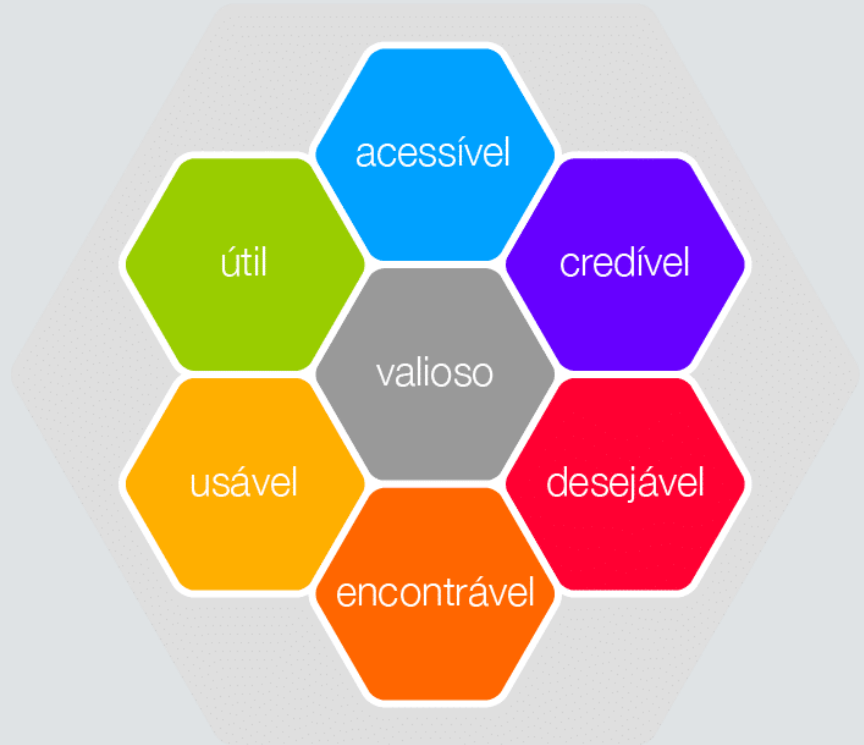 acessível
útil
credível
valioso
usável
desejável
encontrável